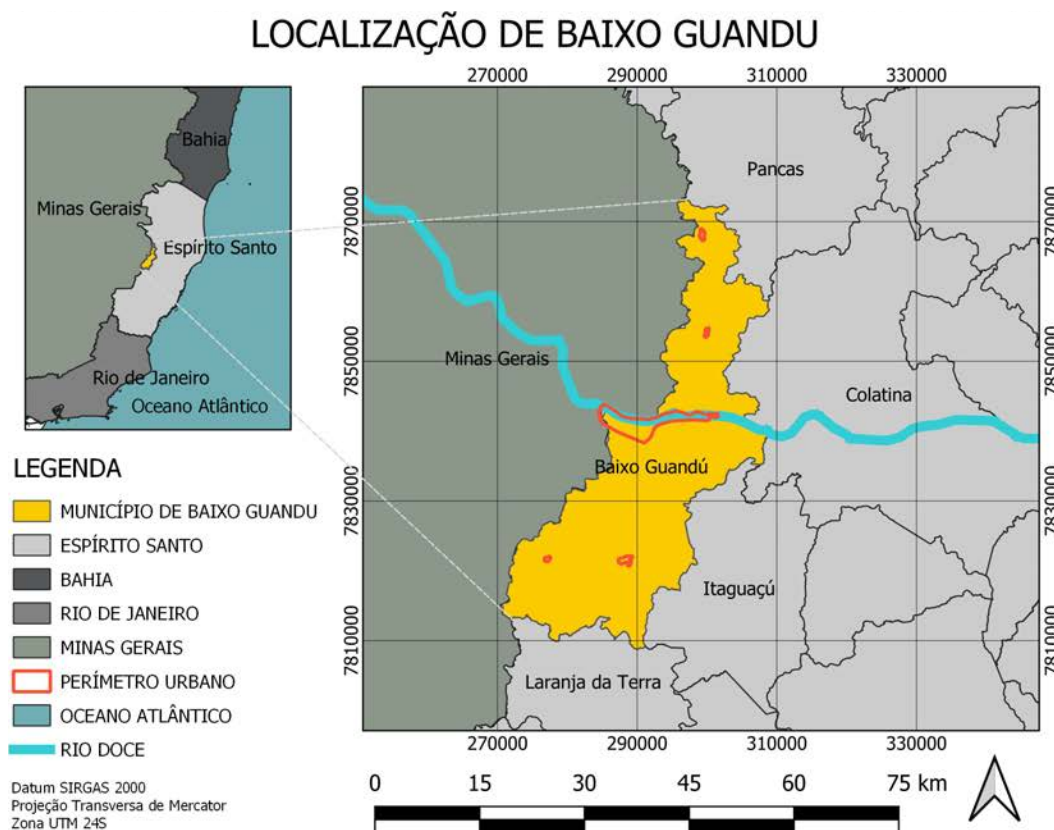 LOCALIZAÇÃO DE BAIXO GUANDU
Bahia
Minas Gerais
Espírito Santo
Rio de Janeiro
Oceano Atlântico
LEGENDA
MUNICÍPIO DE BAIXO GUANDU
ESPÍRITO SANTO
BAHIA
RIO DE JANEIRO
MINAS GERAIS
PERÍMETRO URBANO
OCEANO ATLÂNTICO
RIO DOCE
Datum SIRGAS 2000
Projeção Transversa de Mercator
Zona UTM 24S
270000 290000 310000 330000
7870000 7870000
7850000 7850000
7830000 7830000
7810000 7810000
Pancas
Minas Gerais
Colatina
Baixo Guandú
Itaguaçú
Laranja da Terra
270000 290000 310000 330000
0 15 30 45 60 75 km